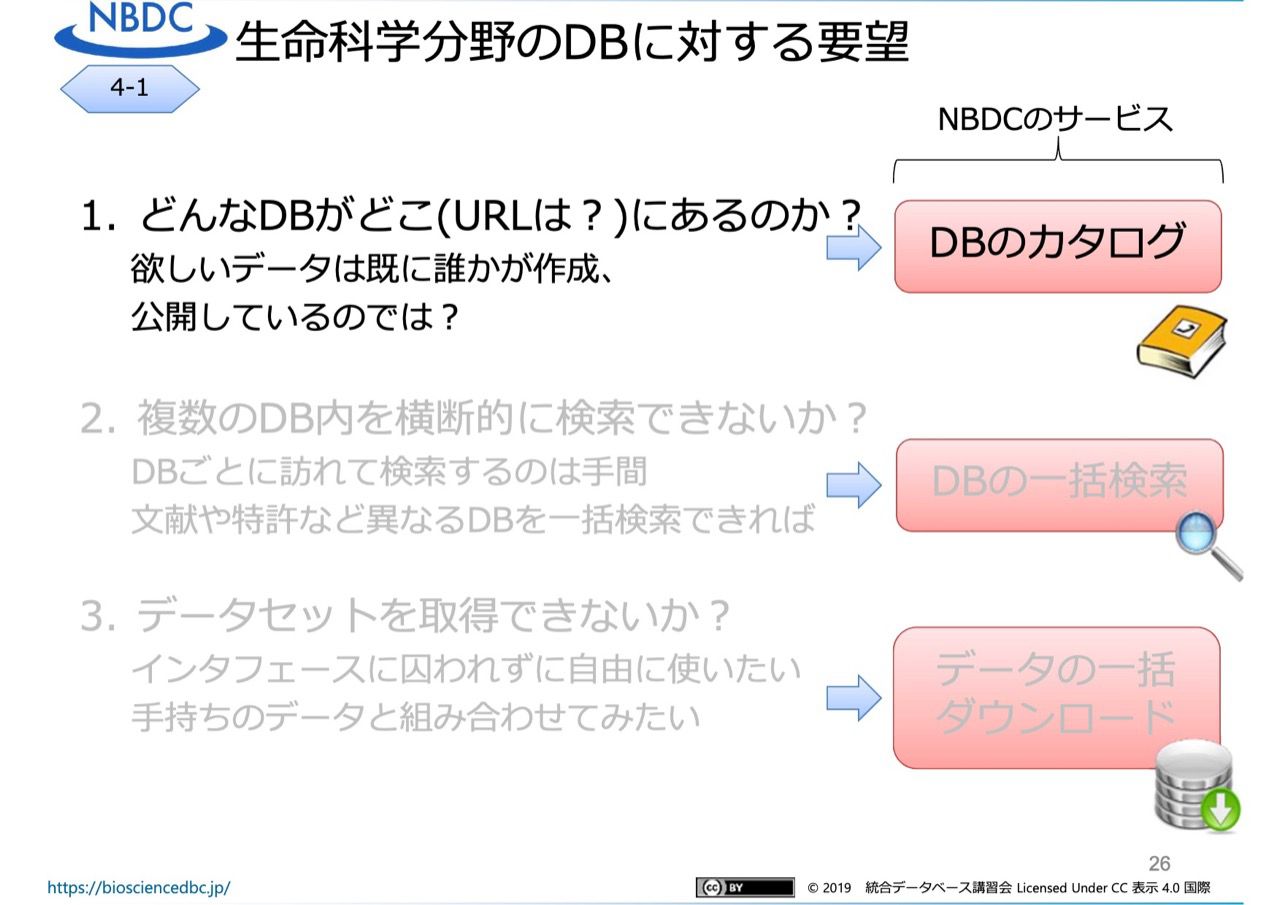 NBDC
生命科学分野のDBに対する要望
4-1
NBDCのサービス
1. どんなDBがどこ(URLは？)にあるのか？
欲しいデータは既に誰かが作成、
公開しているのでは？
DBのカタログ
2. 複数のDB内を横断的に検索できないか？
DBごとに訪れて検索するのは手間
文献や特許など異なるDBを一括検索できれば
DBの一括検索
3. データセットを取得できないか？
インタフェースに囚われずに自由に使いたい
手持ちのデータと組み合わせてみたい
データの一括
ダウンロード
26
https://biosciencedbc.jp/
cc BY
© 2019 統合データベース講習会 Licensed Under CC 表示 4.0 国際